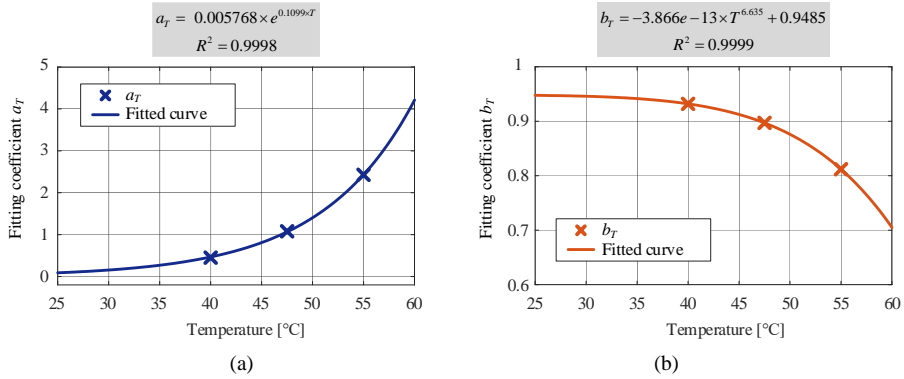 a_T = 0.005768×e^{0.1099×T}
R² = 0.9998
5
4
3
2
1
0
Fitting coefficient a_T
a_T
Fitted curve
25 30 35 40 45 50 55 60
Temperature [°C]
(a)
b_T = −3.866e−13×T^{6.635}+0.9485
R² = 0.9999
1
0.9
0.8
0.7
0.6
Fitting coefficient b_T
b_T
Fitted curve
25 30 35 40 45 50 55 60
Temperature [°C]
(b)